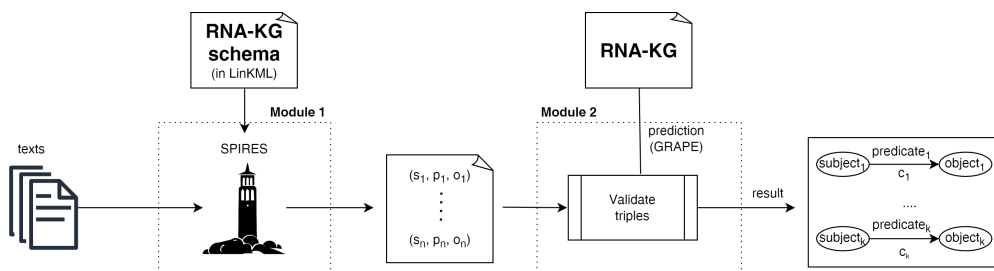 RNA-KG
schema
(in LinKML)
RNA-KG
Module 1
Module 2
texts
SPIRES
prediction
(GRAPE)
(s₁, p₁, o₁)
(sₙ, pₙ, oₙ)
Validate
triples
result
subject₁ predicate₁ object₁
c₁
....
subjectₖ predicateₖ objectₖ
cₖ